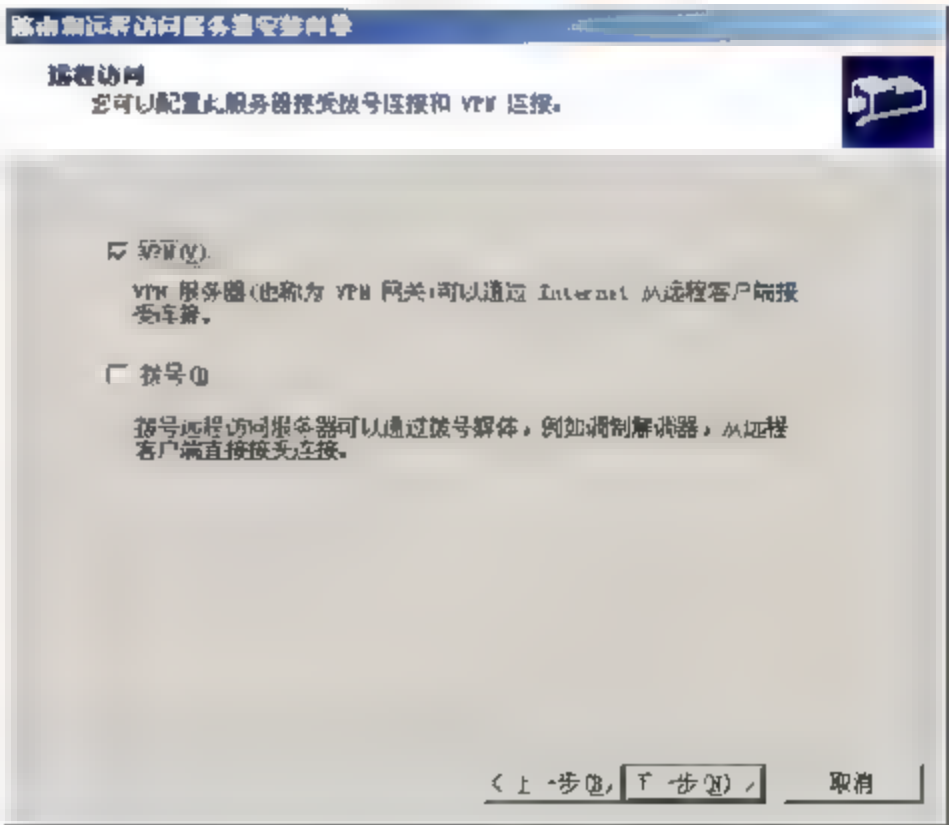 路由和远程访问服务器安装向导
远程访问
您可以配置此服务器接受拨号连接和 VPN 连接。
VPN(V)
VPN 服务器(也称为 VPN 网关)可以通过 Internet 从远程客户端接
受连接。
拨号(D)
拨号远程访问服务器可以通过拨号媒体，例如调制解调器，从远程
客户端直接接受连接。
< 上一步(B)
下一步(N) >
取消